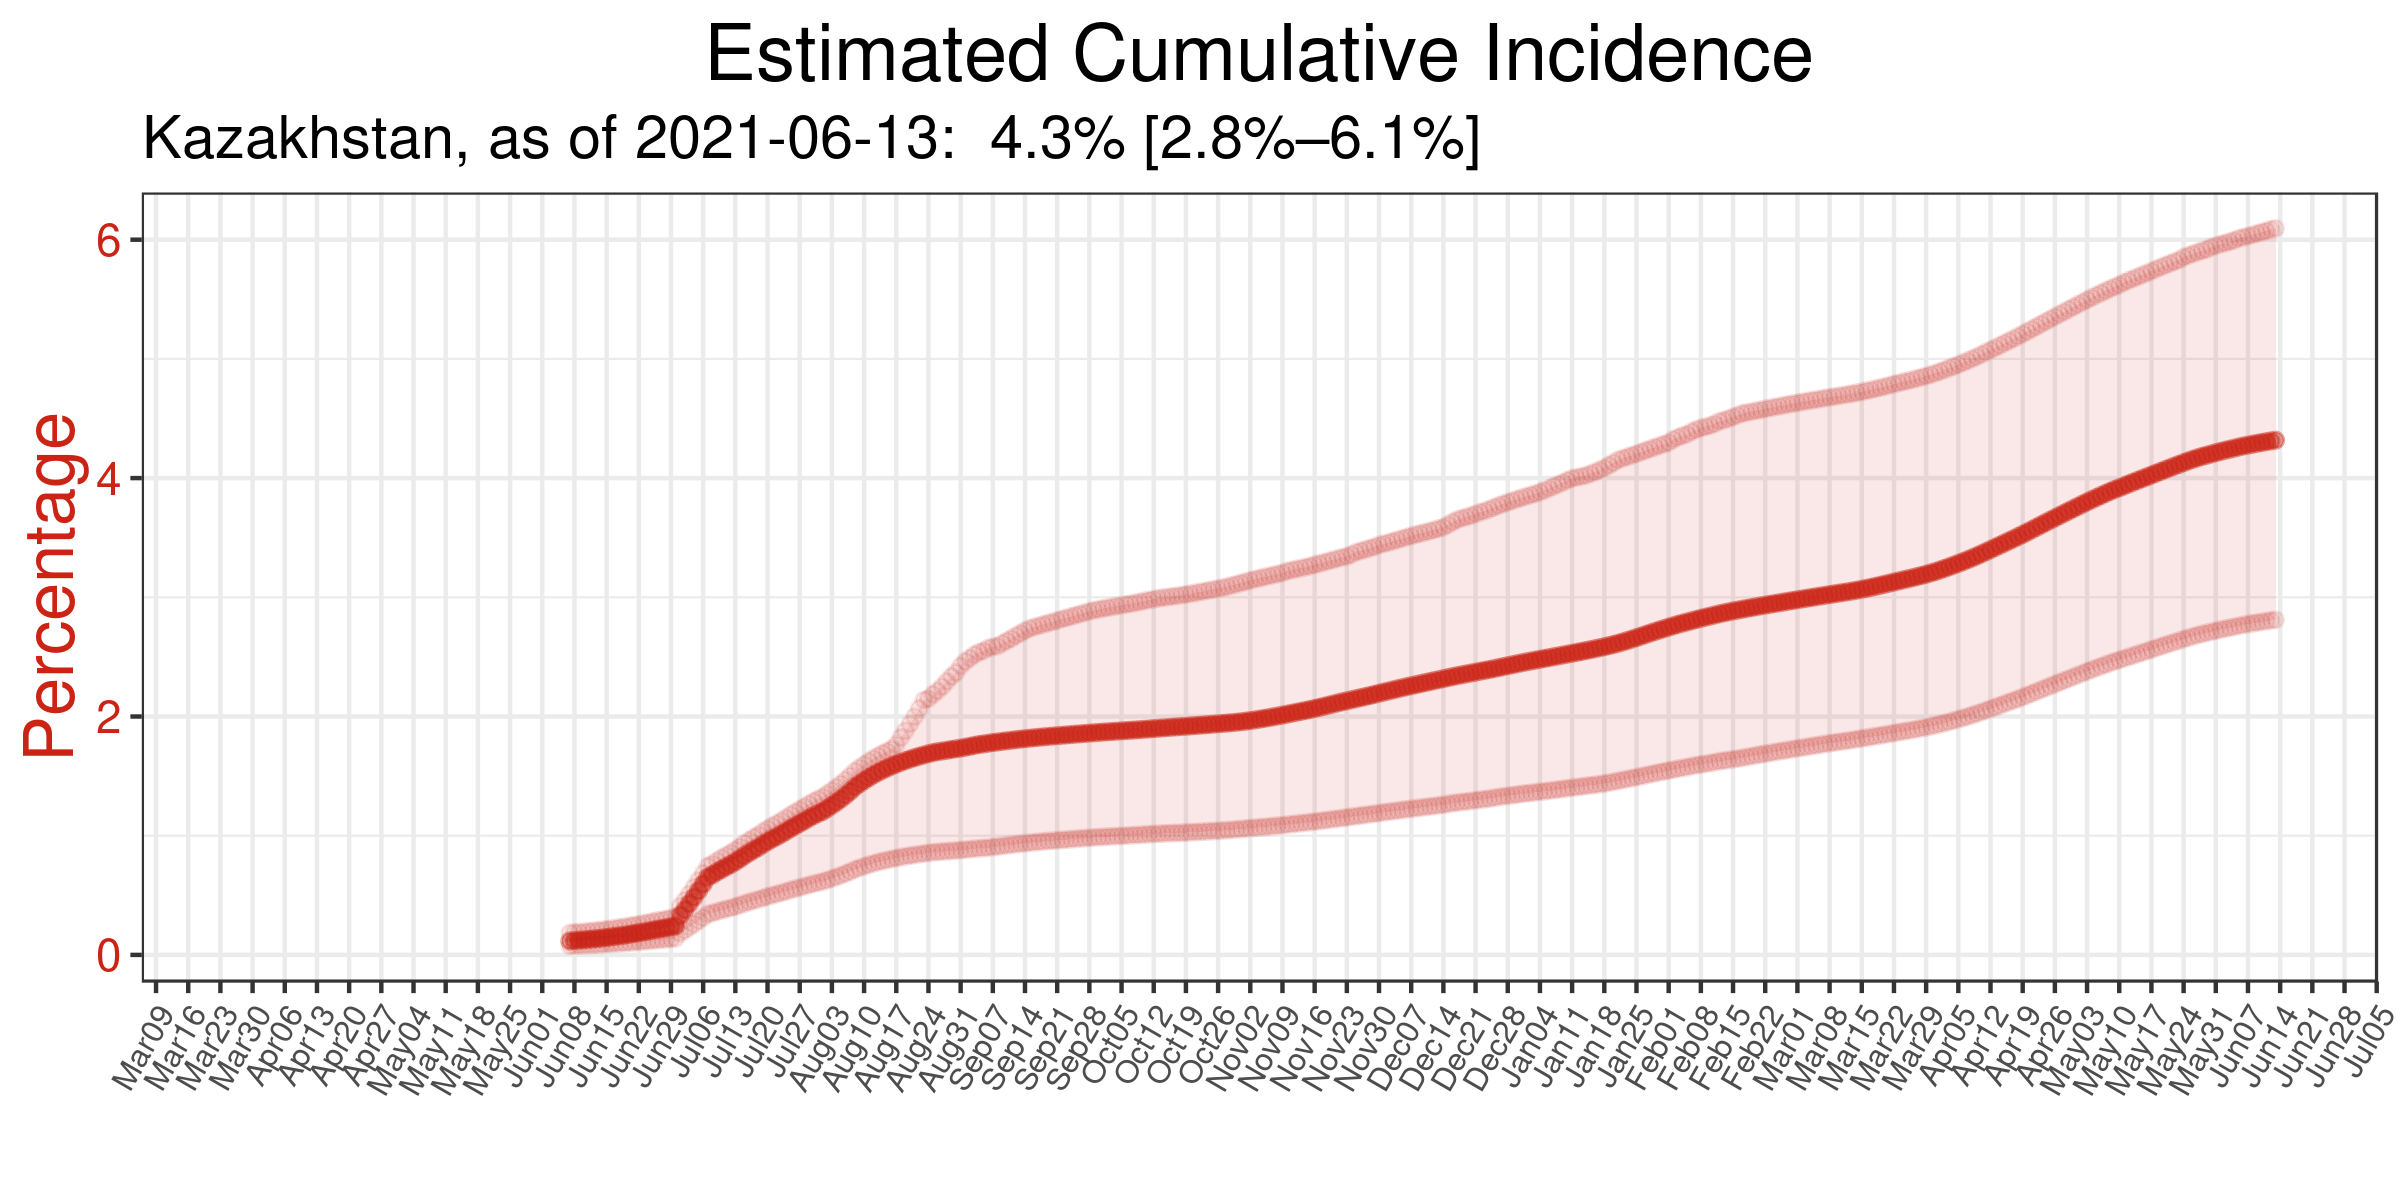 Estimated Cumulative Incidence
Kazakhstan, as of 2021-06-13:  4.3% [2.8%–6.1%]
Percentage
6
4
2
0
Mar09
Mar16
Mar23
Mar30
Apr06
Apr13
Apr20
Apr27
May04
May11
May18
May25
Jun01
Jun08
Jun15
Jun22
Jun29
Jul06
Jul13
Jul20
Jul27
Aug03
Aug10
Aug17
Aug24
Aug31
Sep07
Sep14
Sep21
Sep28
Oct05
Oct12
Oct19
Oct26
Nov02
Nov09
Nov16
Nov23
Nov30
Dec07
Dec14
Dec21
Dec28
Jan04
Jan11
Jan18
Jan25
Feb01
Feb08
Feb15
Feb22
Mar01
Mar08
Mar15
Mar22
Mar29
Apr05
Apr12
Apr19
Apr26
May03
May10
May17
May24
May31
Jun07
Jun14
Jun21
Jun28
Jul05